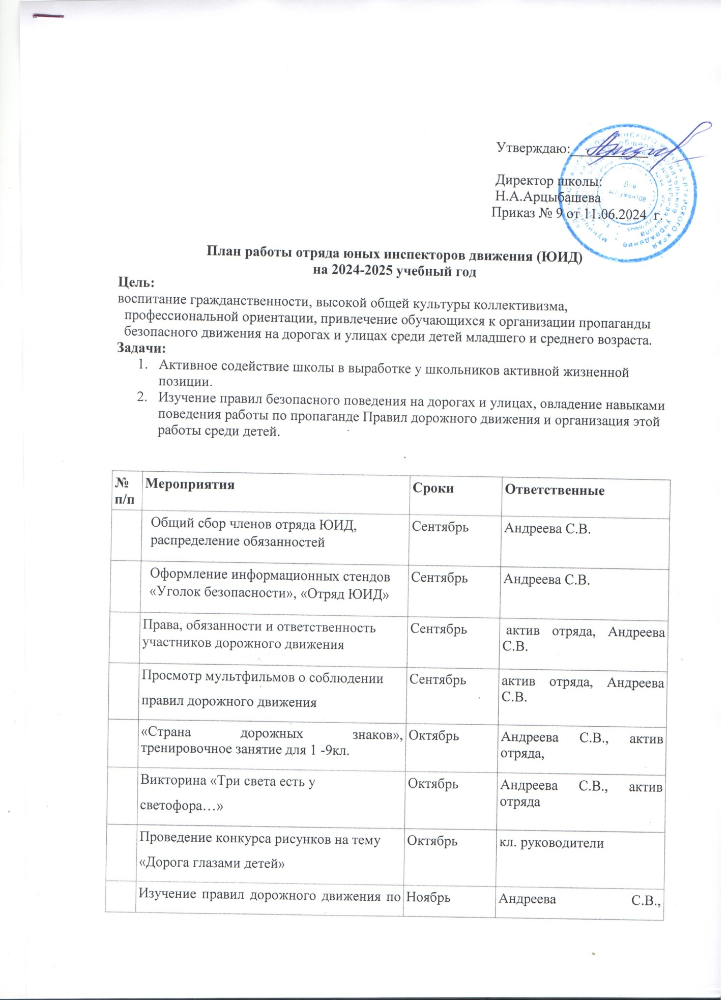 Утверждаю:___________
Директор школы:
Н.А.Арцыбашева
Приказ № 9 от 11.06.2024 г.
Для
документов
План работы отряда юных инспекторов движения (ЮИД)
на 2024-2025 учебный год
Цель:
воспитание гражданственности, высокой общей культуры коллективизма,
профессиональной ориентации, привлечение обучающихся к организации пропаганды
безопасного движения на дорогах и улицах среди детей младшего и среднего возраста.
Задачи:
1. Активное содействие школы в выработке у школьников активной жизненной
позиции.
2. Изучение правил безопасного поведения на дорогах и улицах, овладение навыками
поведения работы по пропаганде Правил дорожного движения и организация этой
работы среди детей.
№ п/п Мероприятия Сроки Ответственные
Общий сбор членов отряда ЮИД, Сентябрь Андреева С.В.
распределение обязанностей
Оформление информационных стендов Сентябрь Андреева С.В.
«Уголок безопасности», «Отряд ЮИД»
Права, обязанности и ответственность Сентябрь актив отряда, Андреева
участников дорожного движения С.В.
Просмотр мультфильмов о соблюдении Сентябрь актив отряда, Андреева
правил дорожного движения С.В.
«Страна дорожных знаков», Октябрь Андреева С.В., актив
тренировочное занятие для 1 -9кл. отряда,
Викторина «Три света есть у Октябрь Андреева С.В., актив
светофора…» отряда
Проведение конкурса рисунков на тему Октябрь кл. руководители
«Дорога глазами детей»
Изучение правил дорожного движения по Ноябрь Андреева С.В.,